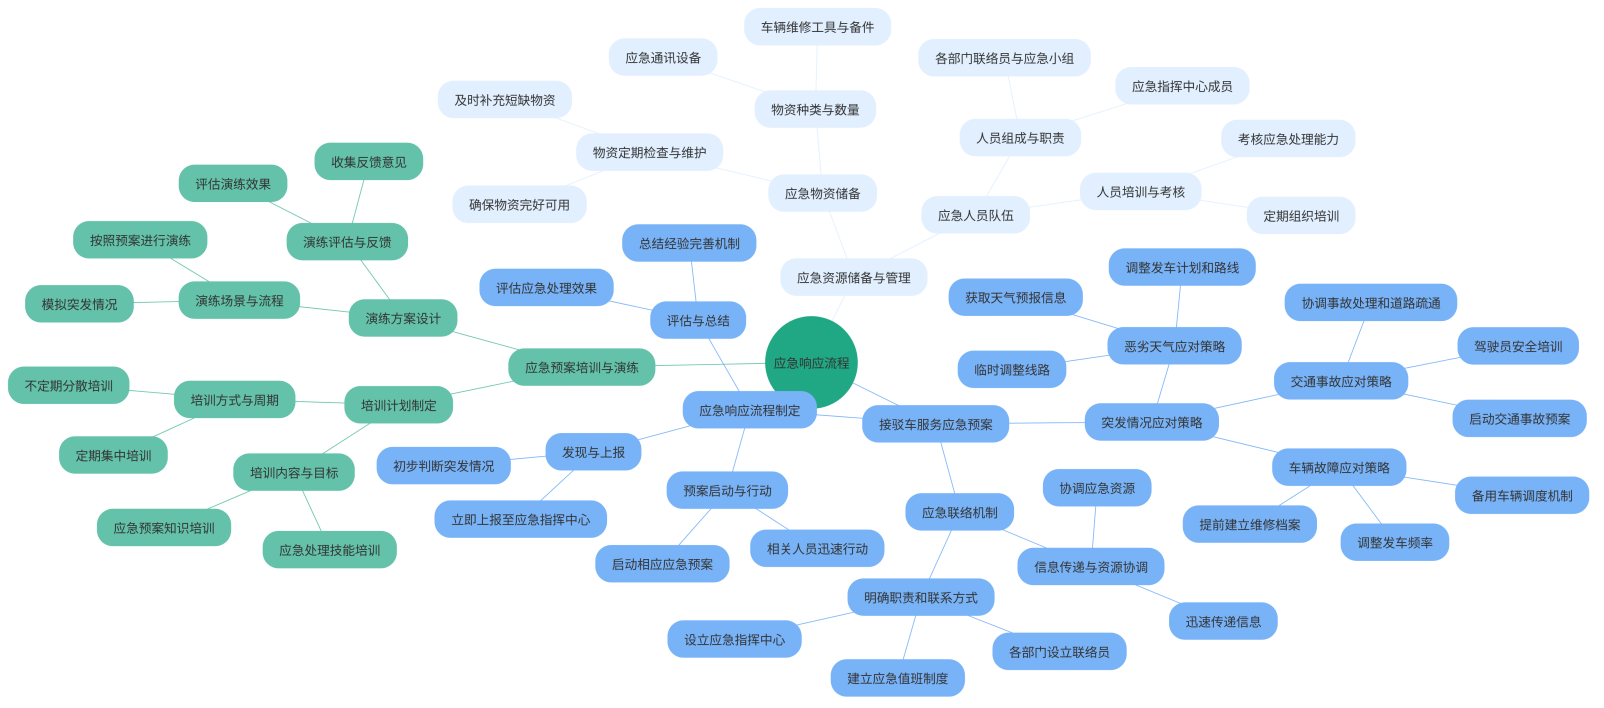 应急响应流程
应急资源储备与管理
应急物资储备
物资种类与数量
车辆维修工具与备件
应急通讯设备
物资定期检查与维护
及时补充短缺物资
确保物资完好可用
应急人员队伍
人员组成与职责
各部门联络员与应急小组
应急指挥中心成员
人员培训与考核
考核应急处理能力
定期组织培训
接驳车服务应急预案
突发情况应对策略
恶劣天气应对策略
调整发车计划和路线
获取天气预报信息
临时调整线路
交通事故应对策略
协调事故处理和道路疏通
驾驶员安全培训
启动交通事故预案
车辆故障应对策略
备用车辆调度机制
调整发车频率
提前建立维修档案
应急联络机制
信息传递与资源协调
协调应急资源
迅速传递信息
明确职责和联系方式
各部门设立联络员
建立应急值班制度
设立应急指挥中心
应急响应流程制定
预案启动与行动
相关人员迅速行动
启动相应应急预案
发现与上报
立即上报至应急指挥中心
初步判断突发情况
评估与总结
评估应急处理效果
总结经验完善机制
应急预案培训与演练
培训计划制定
培训内容与目标
应急处理技能培训
应急预案知识培训
培训方式与周期
定期集中培训
不定期分散培训
演练方案设计
演练场景与流程
模拟突发情况
按照预案进行演练
演练评估与反馈
评估演练效果
收集反馈意见